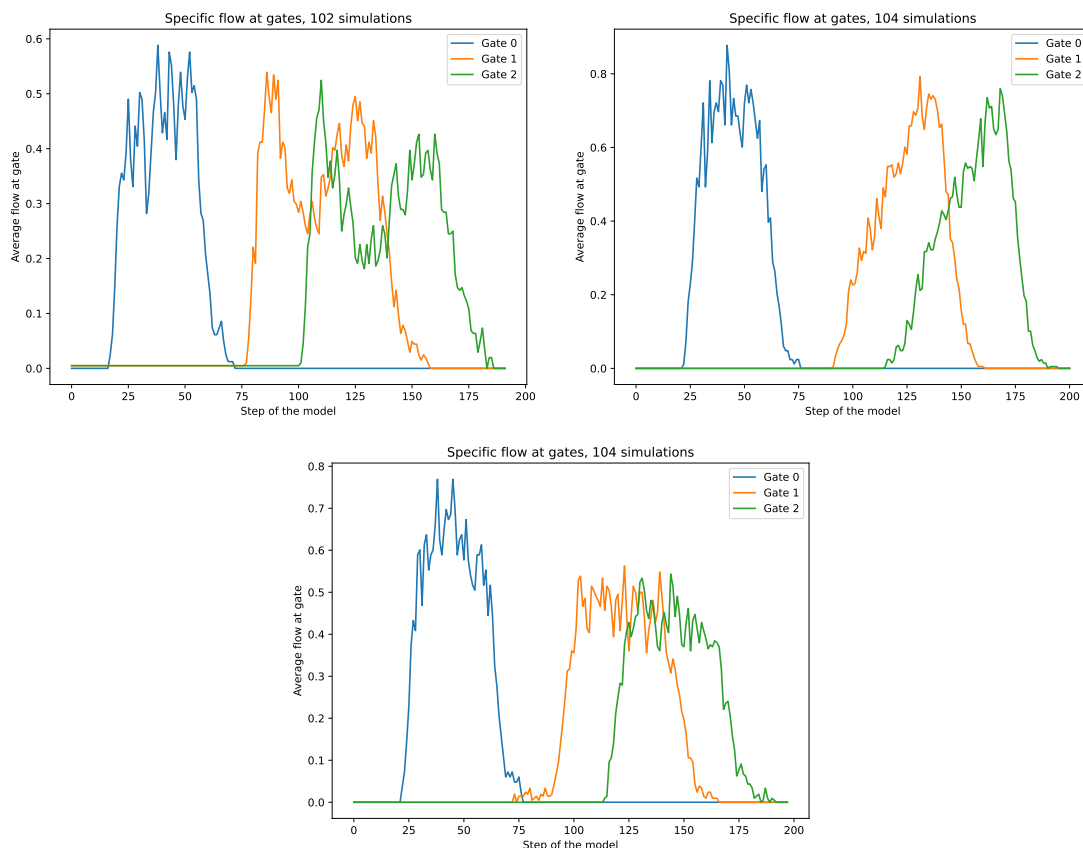 Specific flow at gates, 102 simulations
Average flow at gate
0.6
0.5
0.4
0.3
0.2
0.1
0.0
Gate 0
Gate 1
Gate 2
0
25
50
75
100
125
150
175
200
Step of the model
Specific flow at gates, 104 simulations
Average flow at gate
0.8
0.6
0.4
0.2
0.0
Gate 0
Gate 1
Gate 2
0
25
50
75
100
125
150
175
200
Step of the model
Specific flow at gates, 104 simulations
Average flow at gate
0.8
0.7
0.6
0.5
0.4
0.3
0.2
0.1
0.0
Gate 0
Gate 1
Gate 2
0
25
50
75
100
125
150
175
200
Step of the model